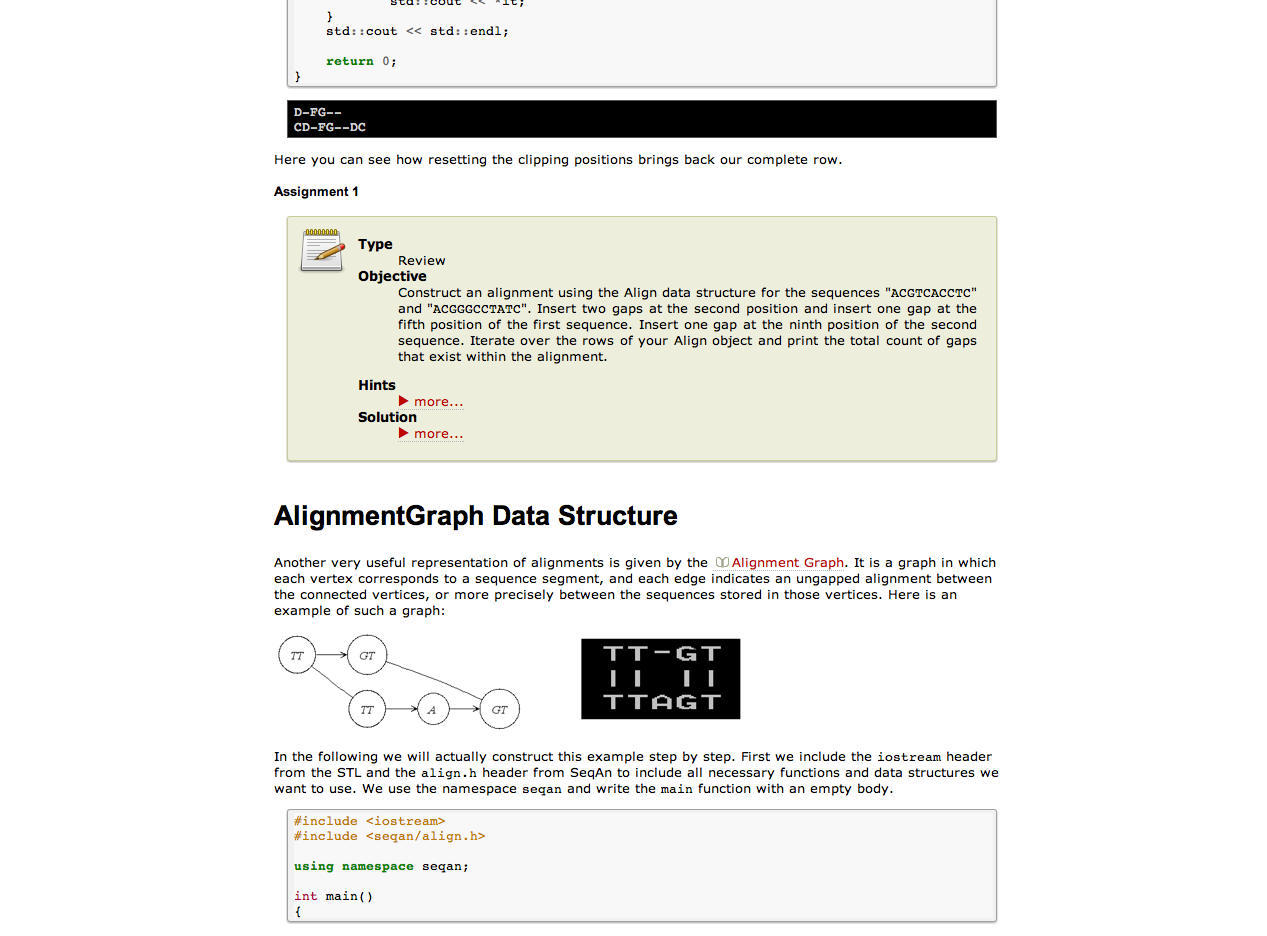 std::cout << *it;
}
std::cout << std::endl;
return 0;
}
D-FG--
CD-FG--DC
Here you can see how resetting the clipping positions brings back our complete row.
Assignment 1
Type
Review
Objective
Construct an alignment using the Align data structure for the sequences "ACGTCACCTC"
and "ACGGGCCTATC". Insert two gaps at the second position and insert one gap at the
fifth position of the first sequence. Insert one gap at the ninth position of the second
sequence. Iterate over the rows of your Align object and print the total count of gaps
that exist within the alignment.
Hints
more...
Solution
more...
AlignmentGraph Data Structure
Another very useful representation of alignments is given by the Alignment Graph. It is a graph in which
each vertex corresponds to a sequence segment, and each edge indicates an ungapped alignment between
the connected vertices, or more precisely between the sequences stored in those vertices. Here is an
example of such a graph:
TT GT
TT A GT
TT-GT
|| ||
TTAGT
In the following we will actually construct this example step by step. First we include the iostream header
from the STL and the align.h header from SeqAn to include all necessary functions and data structures we
want to use. We use the namespace seqan and write the main function with an empty body.
#include <iostream>
#include <seqan/align.h>
using namespace seqan;
int main()
{